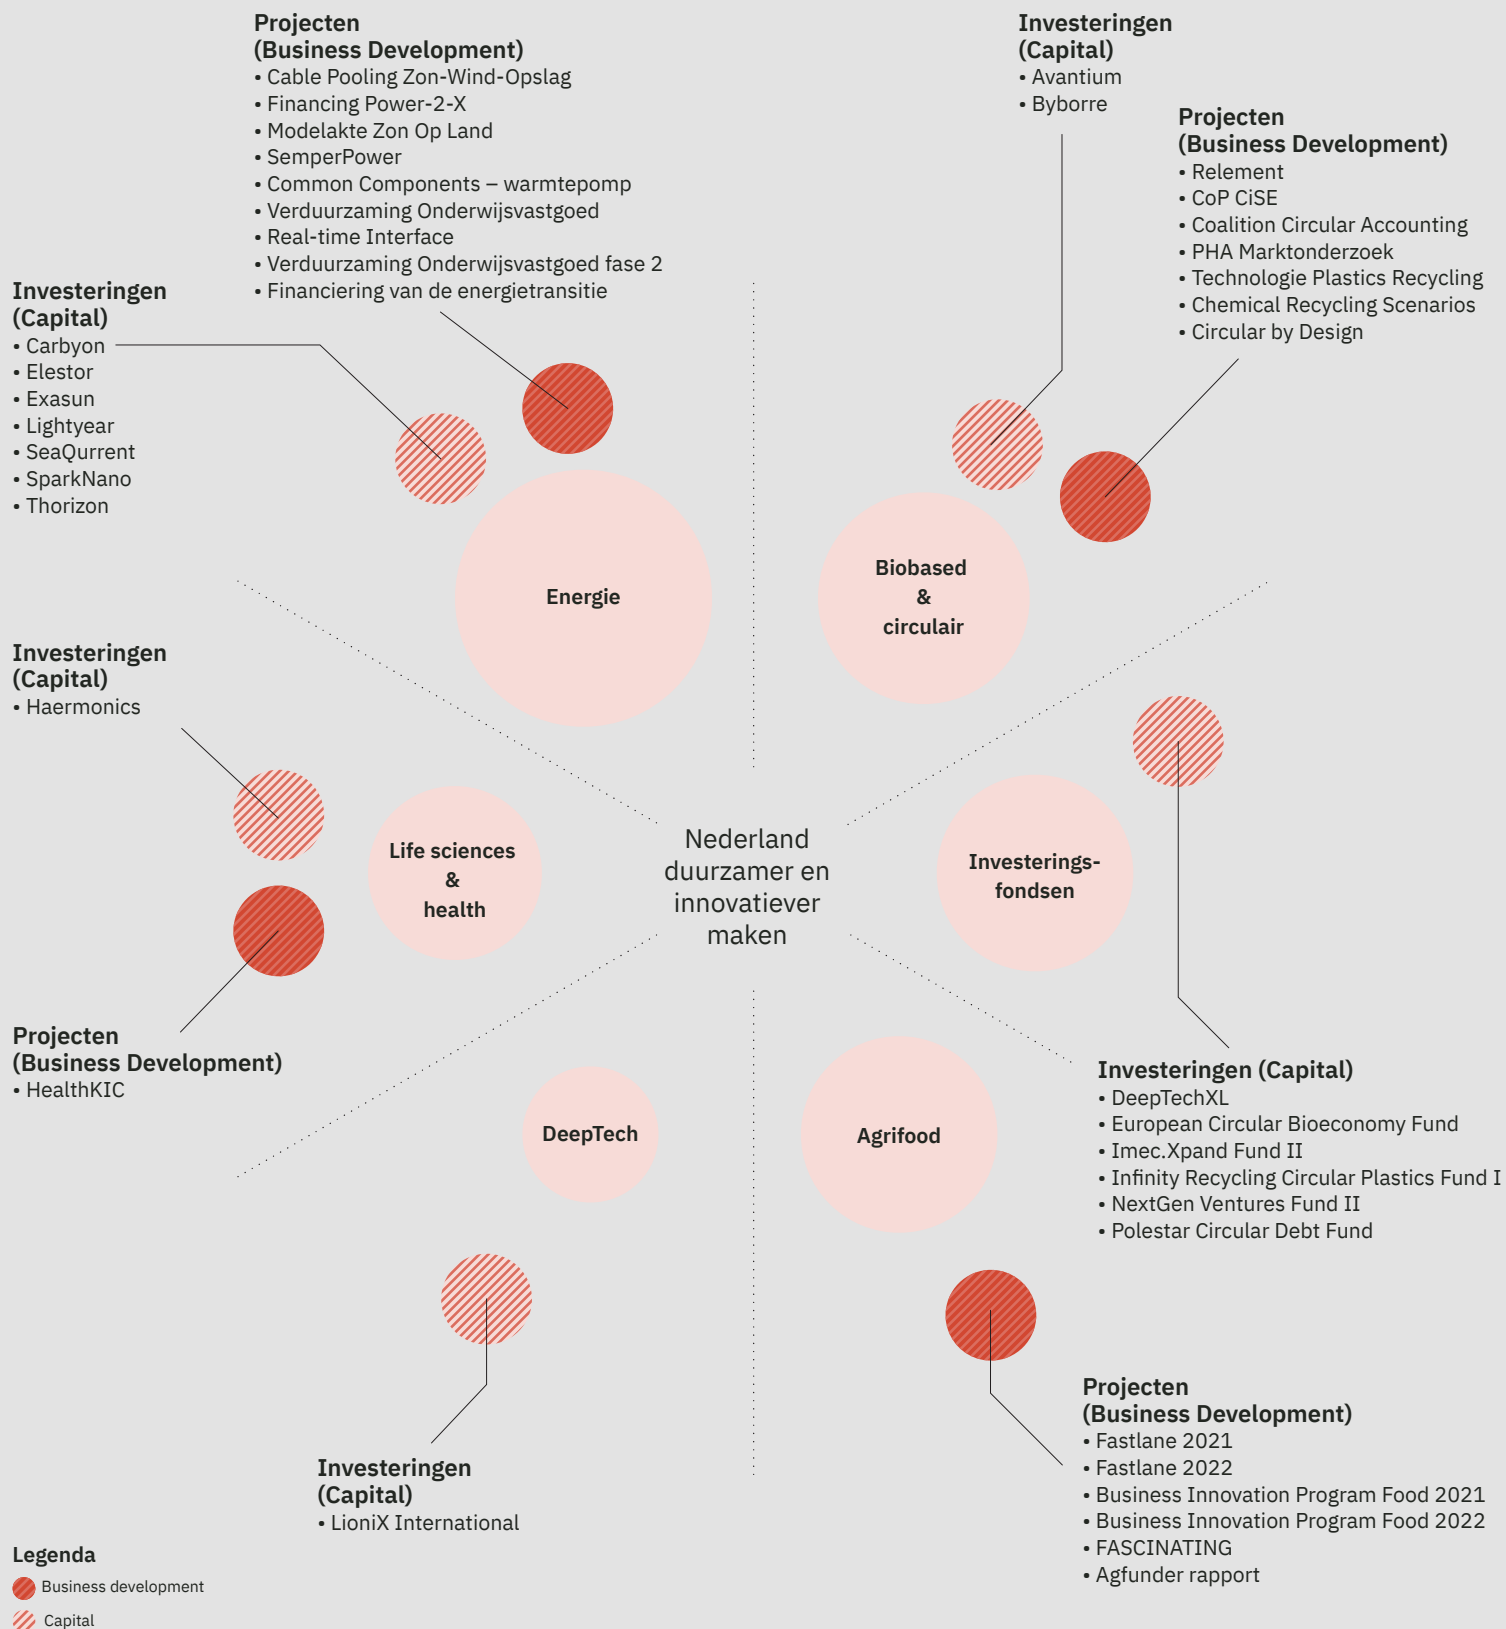 Projecten
(Business Development)
• Cable Pooling Zon-Wind-Opslag
• Financing Power-2-X
• Modelakte Zon Op Land
• SemperPower
• Common Components – warmtepomp
• Verduurzaming Onderwijsvastgoed
• Real-time Interface
• Verduurzaming Onderwijsvastgoed fase 2
• Financiering van de energietransitie
Investeringen
(Capital)
• Avantium
• Byborre
Projecten
(Business Development)
• Relement
• CoP CiSE
• Coalition Circular Accounting
• PHA Marktonderzoek
• Technologie Plastics Recycling
• Chemical Recycling Scenarios
• Circular by Design
Investeringen
(Capital)
• Carbyon
• Elestor
• Exasun
• Lightyear
• SeaQurrent
• SparkNano
• Thorizon
Energie
Biobased
&
circulair
Investeringen
(Capital)
• Haermonics
Life sciences
&
health
Nederland
duurzamer en
innovatiever
maken
Investerings-
fondsen
Projecten
(Business Development)
• HealthKIC
Investeringen (Capital)
• DeepTechXL
• European Circular Bioeconomy Fund
• Imec.Xpand Fund II
• Infinity Recycling Circular Plastics Fund I
• NextGen Ventures Fund II
• Polestar Circular Debt Fund
DeepTech
Agrifood
Investeringen
(Capital)
• LioniX International
Projecten
(Business Development)
• Fastlane 2021
• Fastlane 2022
• Business Innovation Program Food 2021
• Business Innovation Program Food 2022
• FASCINATING
• Agfunder rapport
Legenda
Business development
Capital